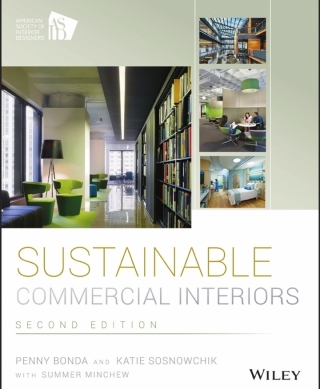 AMERICAN
SOCIETY OF
INTERIOR
DESIGNERS
ASID
SUSTAINABLE
COMMERCIAL INTERIORS
SECOND EDITION
PENNY BONDA AND KATIE SOSNOWCHIK
WITH SUMMER MINCHEW
WILEY